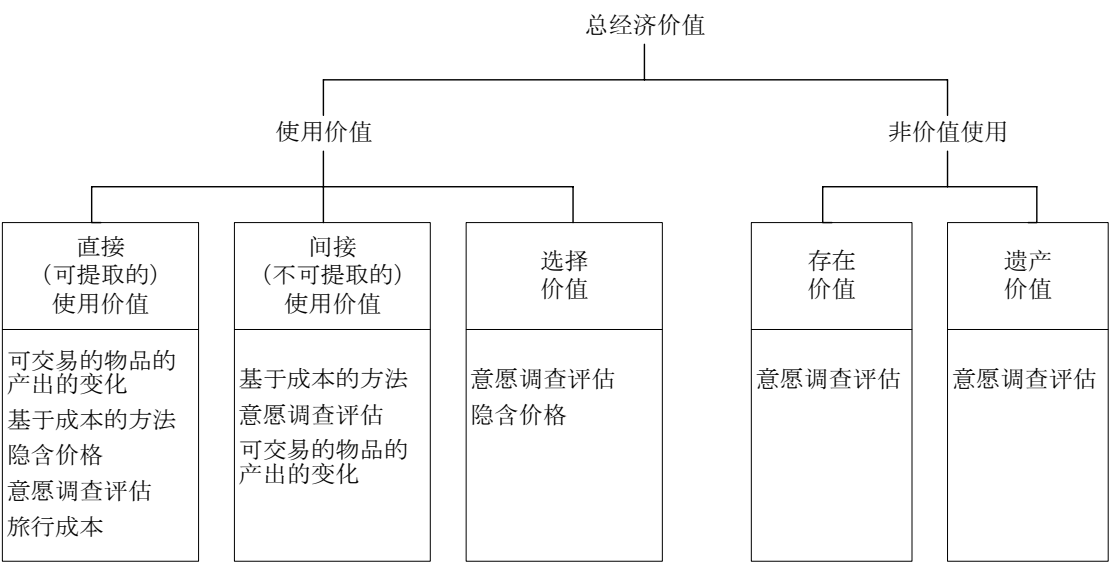 总经济价值
使用价值
非价值使用
直接
（可提取的）
使用价值
间接
（不可提取的）
使用价值
选择
价值
存在
价值
遗产
价值
可交易的物品的
产出的变化
基于成本的方法
隐含价格
意愿调查评估
旅行成本
基于成本的方法
意愿调查评估
可交易的物品的
产出的变化
意愿调查评估
隐含价格
意愿调查评估
意愿调查评估